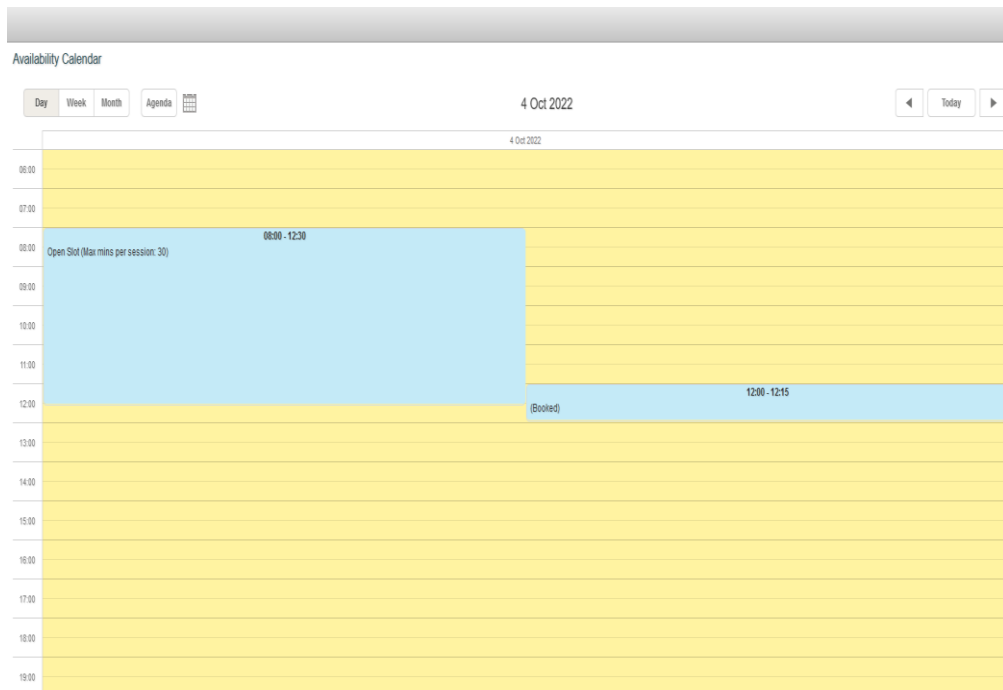 Availability Calendar
Day Week Month Agenda 4 Oct 2022 Today
4 Oct 2022
06:00
07:00
08:00 - 12:30
08:00 Open Slot (Max mins per session: 30)
09:00
10:00
11:00
12:00 - 12:15
12:00 (Booked)
13:00
14:00
15:00
16:00
17:00
18:00
19:00